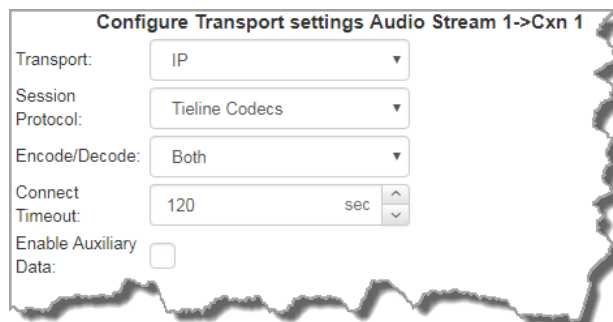 Configure Transport settings Audio Stream 1->Cxn 1
Transport: IP
Session
Protocol: Tieline Codecs
Encode/Decode: Both
Connect
Timeout: 120 sec
Enable Auxiliary
Data: